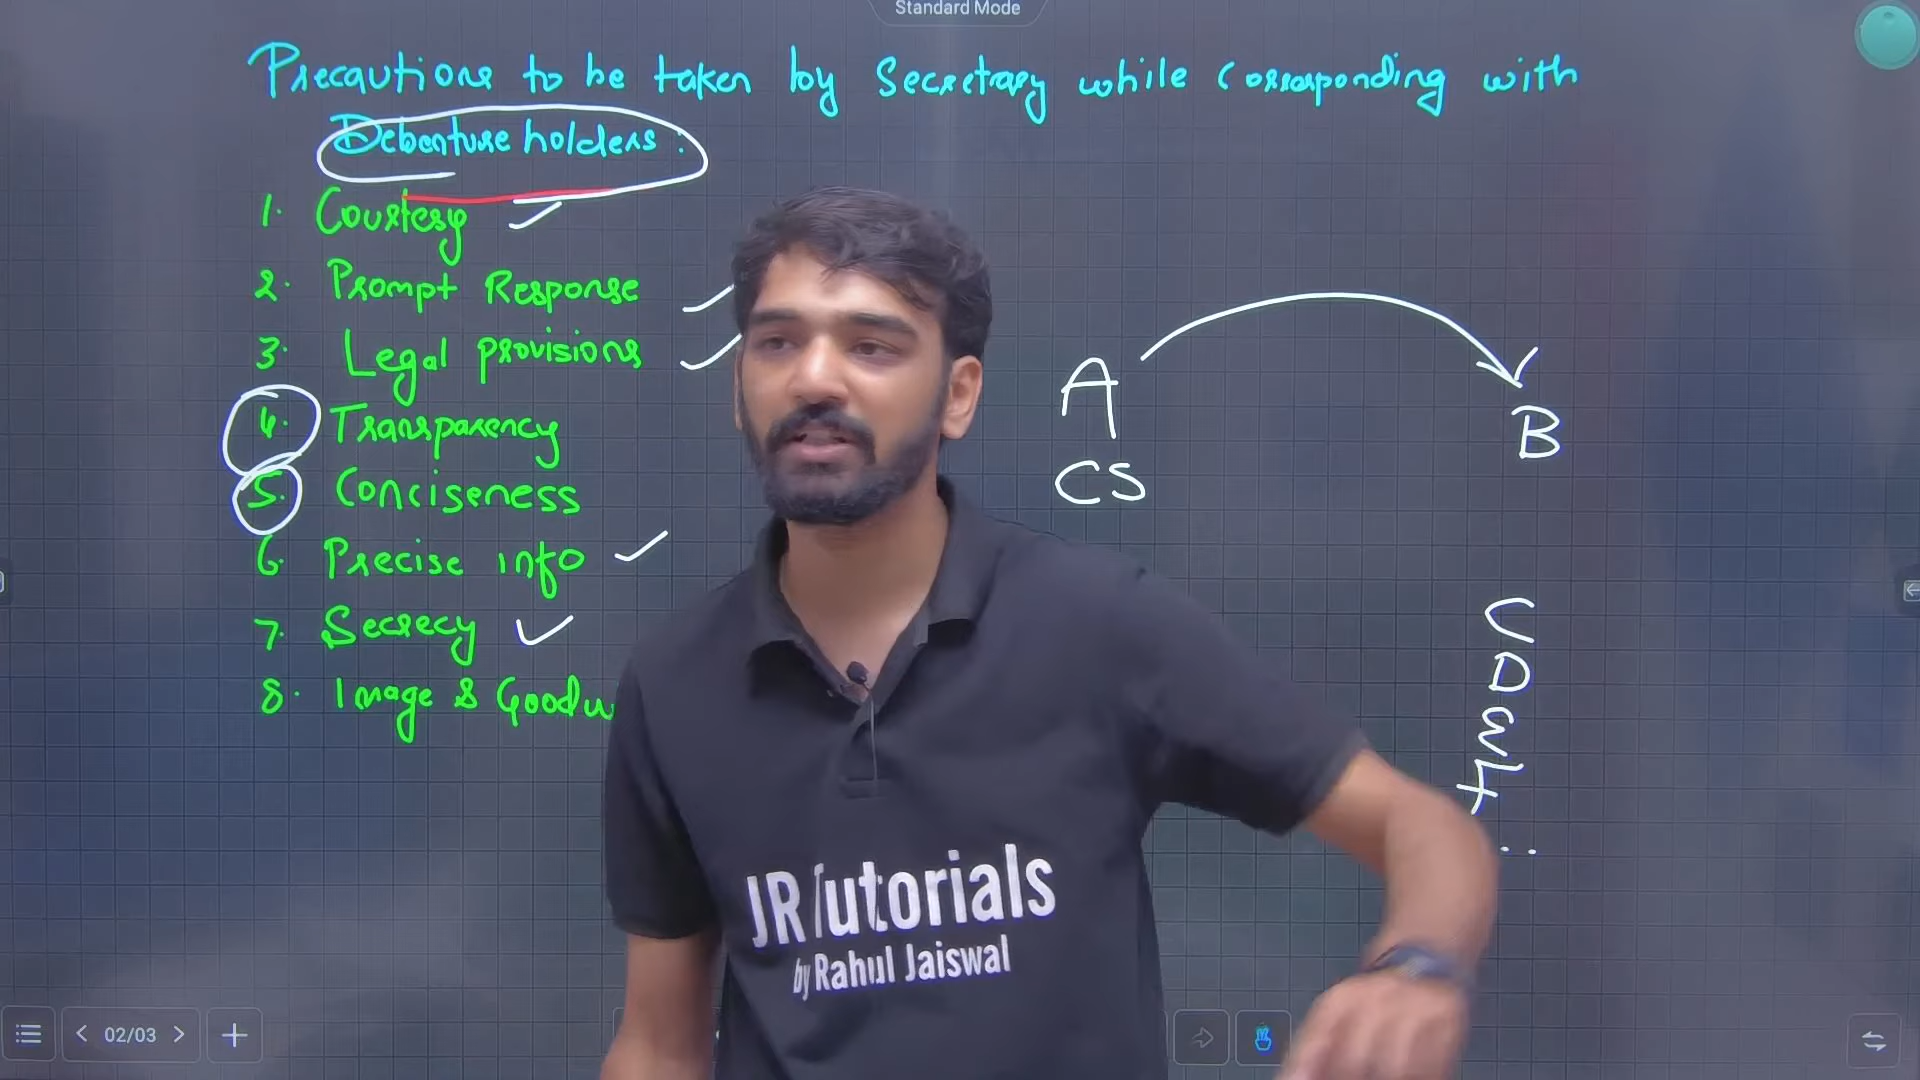 Standard Mode
Precautions to be taken by Secretary while Corresponding with
Debenture holders :
1. Courtesy
2. Prompt Response
3. Legal provisions
4. Transparency
5. Conciseness
6. Precise info
7. Secrecy
8. Image & Goodw
A
CS
B
C
D
JR Tutorials
by Rahul Jaiswal
02/03